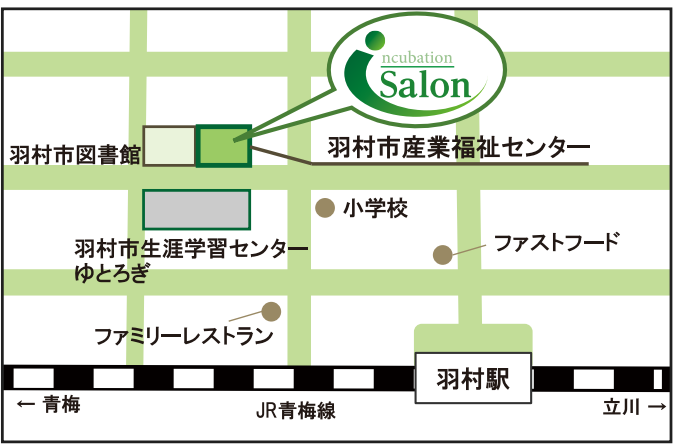 ncubation
Salon
羽村市産業福祉センター
羽村市図書館
小学校
羽村市生涯学習センター
ゆとろぎ
ファストフード
ファミリーレストラン
羽村駅
← 青梅
JR青梅線
立川 →